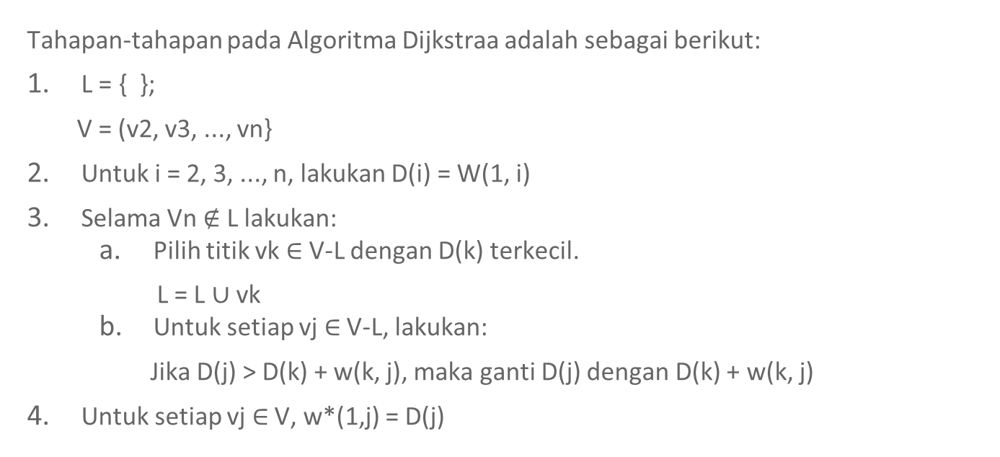 Tahapan-tahapan pada Algoritma Dijkstraa adalah sebagai berikut:
1. L = { };
V = (v2, v3, ..., vn}
2. Untuk i = 2, 3, ..., n, lakukan D(i) = W(1, i)
3. Selama Vn ∉ L lakukan:
a. Pilih titik vk ∈ V-L dengan D(k) terkecil.
L = L ∪ vk
b. Untuk setiap vj ∈ V-L, lakukan:
Jika D(j) > D(k) + w(k, j), maka ganti D(j) dengan D(k) + w(k, j)
4. Untuk setiap vj ∈ V, w*(1,j) = D(j)